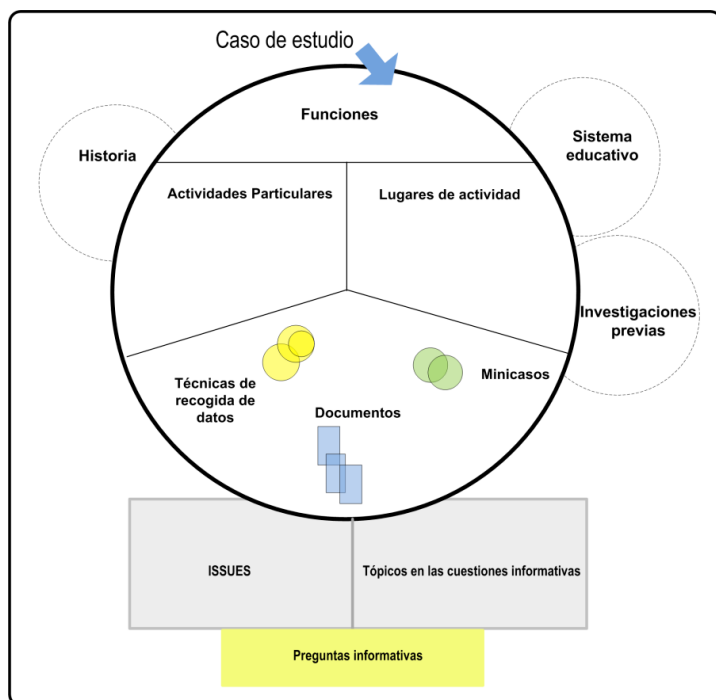 Caso de estudio
Funciones
Historia
Sistema
educativo
Actividades Particulares
Lugares de actividad
Investigaciones
previas
Técnicas de
recogida de
datos
Minicasos
Documentos
ISSUES
Tópicos en las cuestiones informativas
Preguntas informativas